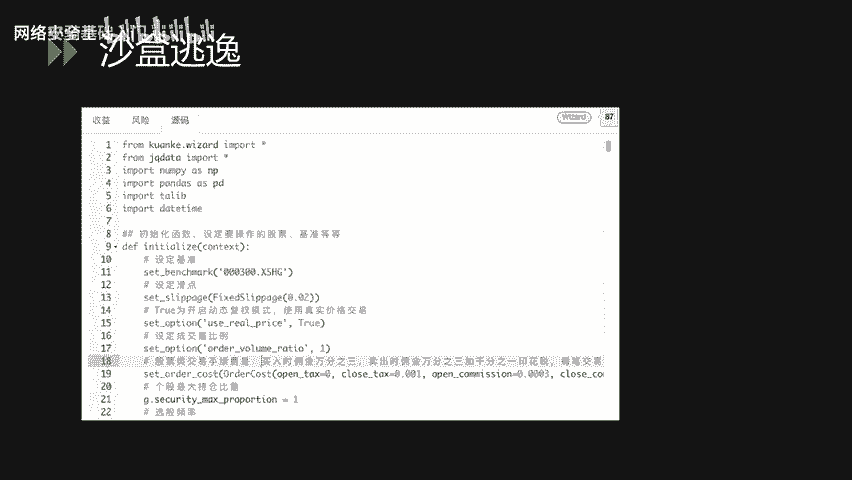 网络安全基础入门
沙盒逃逸
收益 风险 源码 Wizard 87
1 from kuanke.wizard import *
2 from jqdata import *
3 import numpy as np
4 import pandas as pd
5 import talib
6 import datetime
7
8 ## 初始化函数，设定要操作的股票、基准等等
9 def initialize(context):
10 # 设定基准
11 set_benchmark('000300.XSHG')
12 # 设定滑点
13 set_slippage(FixedSlippage(0.02))
14 # True为开启动态复权模式，使用真实价格交易
15 set_option('use_real_price', True)
16 # 设定成交量比例
17 set_option('order_volume_ratio', 1)
18 # 股票类交易手续费是：买入时佣金万分之三，卖出时佣金万分之三加千分之一印花税, 每笔交易
19 set_order_cost(OrderCost(open_tax=0, close_tax=0.001, open_commission=0.0003, close_co
20 # 个股最大持仓比重
21 g.security_max_proportion = 1
22 # 选股频率